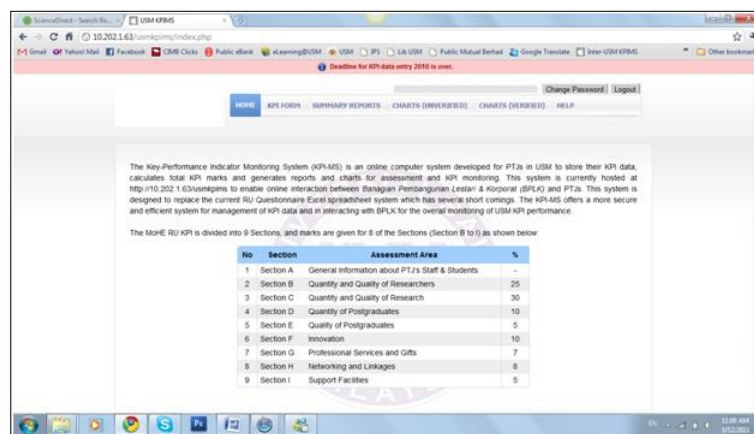 ScienceDirect - Search Re...
USM KPIMS
10.202.1.63/usmkpims/index.php
Gmail Yahoo! Mail Facebook CIMB Clicks Public eBank eLearning@USM USM IPS Lib USM Public Mutual Berhad Google Translate Inter-USM KPIMS Other bookmark
Deadline for KPI data entry 2010 is over.
Change Password Logout
HOME KPI FORM SUMMARY REPORTS CHARTS (UNVERIFIED) CHARTS (VERIFIED) HELP
The Key-Performance Indicator Monitoring System (KPI-MS) is an online computer system developed for PTJs in USM to store their KPI data,
calculates total KPI marks and generates reports and charts for assessment and KPI monitoring. This system is currently hosted at
http://10.202.1.63/usmkpims to enable online interaction between Bahagian Pembangunan Lestari & Korporat (BPLK) and PTJs. This system is
designed to replace the current RU Questionnaire Excel spreadsheet system which has several short comings. The KPI-MS offers a more secure
and efficient system for management of KPI data and in interacting with BPLK for the overall monitoring of USM KPI performance
The MoHE RU KPI is divided into 9 Sections, and marks are given for 8 of the Sections (Section B to I) as shown below:
No Section Assessment Area %
1 Section A General Information about PTJ's Staff & Students -
2 Section B Quantity and Quality of Researchers 25
3 Section C Quantity and Quality of Research 30
4 Section D Quantity of Postgraduates 10
5 Section E Quality of Postgraduates 5
6 Section F Innovation 10
7 Section G Professional Services and Gifts 7
8 Section H Networking and Linkages 8
9 Section I Support Facilities 5
EN
11:00 AM